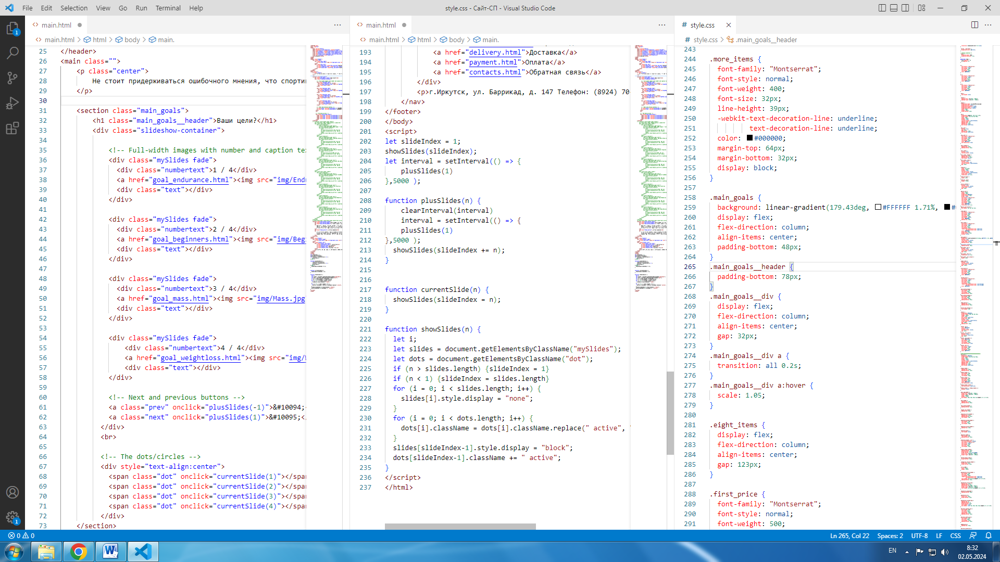 File Edit Selection View Go Run Terminal Help
style.css - Сайт-СП - Visual Studio Code
main.html
main.html > html > body > main.
25 </header>
26 <main class="">
27 <p class="center">
28 Не стоит придерживаться ошибочного мнения, что
29 </p>
30
31 <section class="main_goals">
32 <h1 class="main_goals__header">Ваши цели?</h1>
33 <div class="slideshow-container">
34
35 <!-- Full-width images with number and caption
36 <div class="mySlides fade">
37 <div class="numbertext">1 / 4</div>
38 <a href="goal_endurance.html"><img src="img/
39 <div class="text"></div>
40 </div>
41
42 <div class="mySlides fade">
43 <div class="numbertext">2 / 4</div>
44 <a href="goal_beginners.html"><img src="img/
45 <div class="text"></div>
46 </div>
47
48 <div class="mySlides fade">
49 <div class="numbertext">3 / 4</div>
50 <a href="goal_mass.html"><img src="img/Mass.jpg
51 <div class="text"></div>
52 </div>
53
54 <div class="mySlides fade">
55 <div class="numbertext">4 / 4</div>
56 <a href="goal_weightloss.html"><img src="img/
57 <div class="text"></div>
58 </div>
59
60 <!-- Next and previous buttons -->
61 <a class="prev" onclick="plusSlides(-1)">&#10094;<
62 <a class="next" onclick="plusSlides(1)">&#10095;<
63 </div>
64 <br>
65
66 <!-- The dots/circles -->
67 <div style="text-align:center">
68 <span class="dot" onclick="currentSlide(1)"></span
69 <span class="dot" onclick="currentSlide(2)"></span
70 <span class="dot" onclick="currentSlide(3)"></span
71 <span class="dot" onclick="currentSlide(4)"></span
72 </div>
73 </section>
main.html
main.html > html > body > main.
193 <a href="delivery.html">Доставка</a>
194 <a href="payment.html">Оплата</a>
195 <a href="contacts.html">Обратная связь</a>
196 </div>
197 <p>г.Иркутск, ул. Баррикад, д. 147 Телефон: (8924) 70
198 </nav>
199 </footer>
200 </body>
201 <script>
202 let slideIndex = 1;
203 showSlides(slideIndex);
204 let interval = setInterval(() => {
205 plusSlides(1)
206 },5000 );
207
208 function plusSlides(n) {
209 clearInterval(interval)
210 interval = setInterval(() => {
211 plusSlides(1)
212 },5000 );
213 showSlides(slideIndex += n);
214 }
215
216
217 function currentSlide(n) {
218 showSlides(slideIndex = n);
219 }
220
221 function showSlides(n) {
222 let i;
223 let slides = document.getElementsByClassName("mySlides");
224 let dots = document.getElementsByClassName("dot");
225 if (n > slides.length) {slideIndex = 1}
226 if (n < 1) {slideIndex = slides.length}
227 for (i = 0; i < slides.length; i++) {
228 slides[i].style.display = "none";
229 }
230 for (i = 0; i < dots.length; i++) {
231 dots[i].className = dots[i].className.replace(" active", "
232 }
233 slides[slideIndex-1].style.display = "block";
234 dots[slideIndex-1].className += " active";
235 }
236 </script>
237 </html>
style.css
style.css > .main_goals__header
243
244 .more_items {
245 font-family: "Montserrat";
246 font-style: normal;
247 font-weight: 400;
248 font-size: 32px;
249 line-height: 39px;
250 -webkit-text-decoration-line: underline;
251 text-decoration-line: underline;
252 color: #000000;
253 margin-top: 64px;
254 margin-bottom: 32px;
255 display: block;
256 }
257
258 .main_goals {
259 background: linear-gradient(179.43deg, #FFFFFF 1.71%, #
260 display: flex;
261 flex-direction: column;
262 align-items: center;
263 padding-bottom: 48px;
264 }
265 .main_goals__header {
266 padding-bottom: 78px;
267 }
268 .main_goals__div {
269 display: flex;
270 flex-direction: column;
271 align-items: center;
272 gap: 32px;
273 }
274 .main_goals__div a {
275 transition: all 0.2s;
276 }
277 .main_goals__div a:hover {
278 scale: 1.05;
279 }
280
281 .eight_items {
282 display: flex;
283 flex-direction: column;
284 align-items: center;
285 gap: 123px;
286 }
287
288 .first_price {
289 font-family: "Montserrat";
290 font-style: normal;
291 font-weight: 500;
0 0
Ln 265, Col 22 Spaces: 2 UTF-8 LF CSS
EN
8:32
02.05.2024